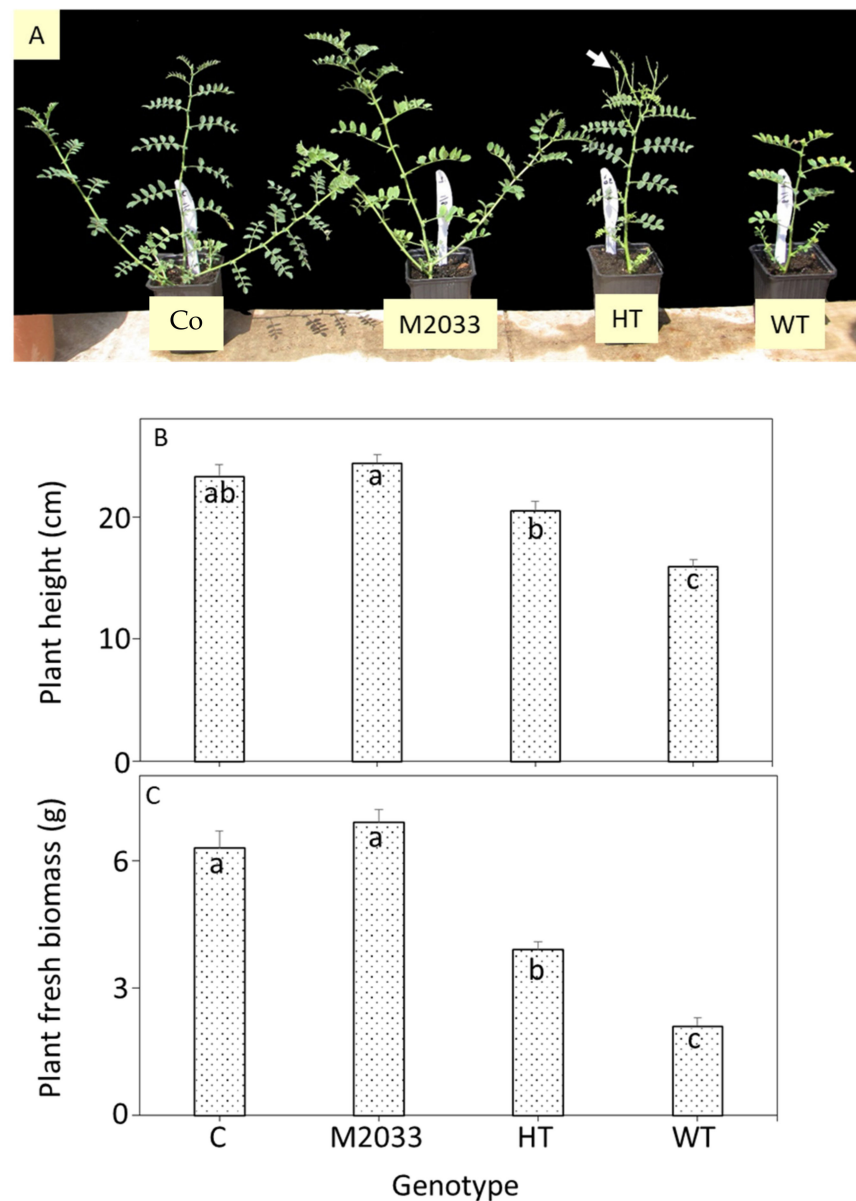 A
Co
M2033
HT
WT
B
Plant height (cm)
20
10
0
ab
a
b
c
C
Plant fresh biomass (g)
6
3
0
a
a
b
c
C M2033 HT WT
Genotype